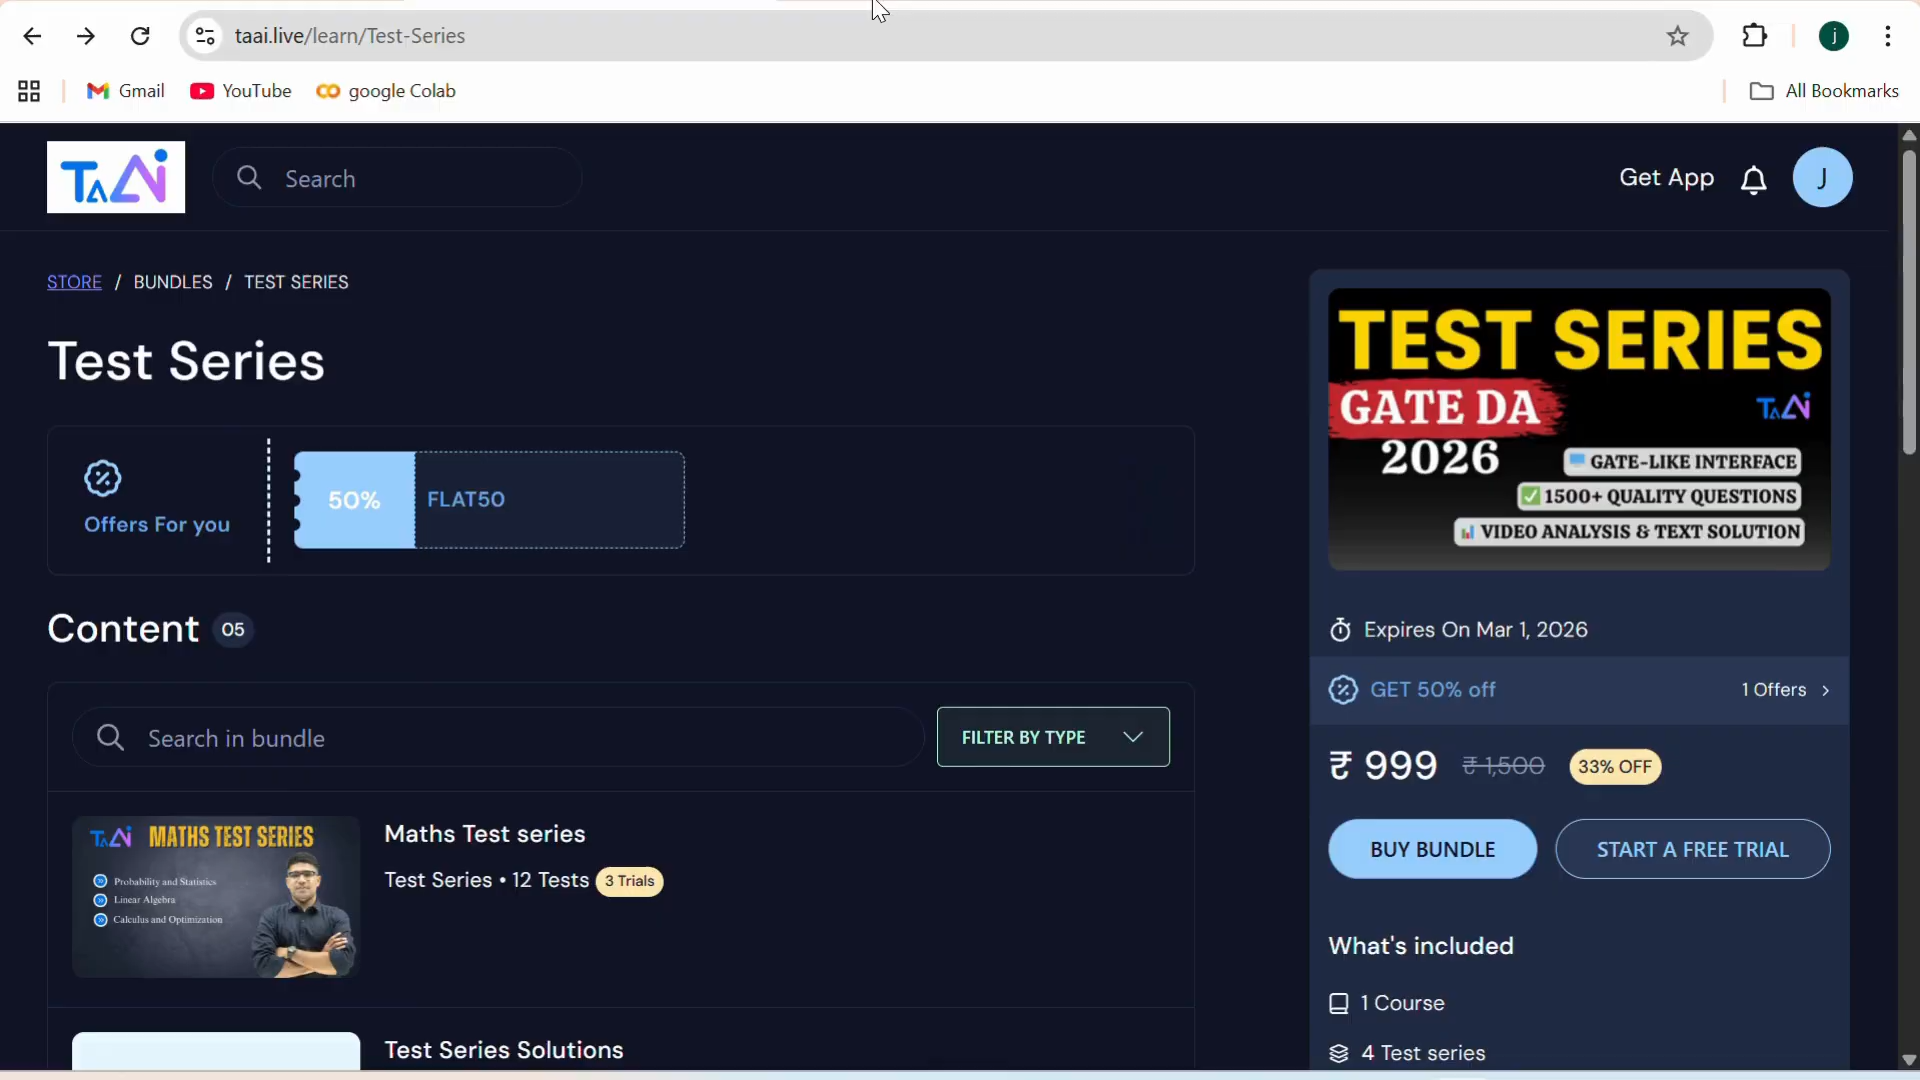 taai.live/learn/Test-Series
j
Gmail
YouTube
google Colab
All Bookmarks
TAAI
Search
Get App
J
STORE / BUNDLES / TEST SERIES
Test Series
Offers For you
50%
FLAT50
Content 05
Search in bundle
FILTER BY TYPE
TAAI MATHS TEST SERIES
Probability and Statistics
Linear Algebra
Calculus and Optimization
Maths Test series
Test Series • 12 Tests 3 Trials
Test Series Solutions
TEST SERIES
GATE DA
TAAI
2026
GATE-LIKE INTERFACE
1500+ QUALITY QUESTIONS
VIDEO ANALYSIS & TEXT SOLUTION
Expires On Mar 1, 2026
GET 50% off
1 Offers
₹ 999 ₹ 1,500 33% OFF
BUY BUNDLE
START A FREE TRIAL
What's included
1 Course
4 Test series